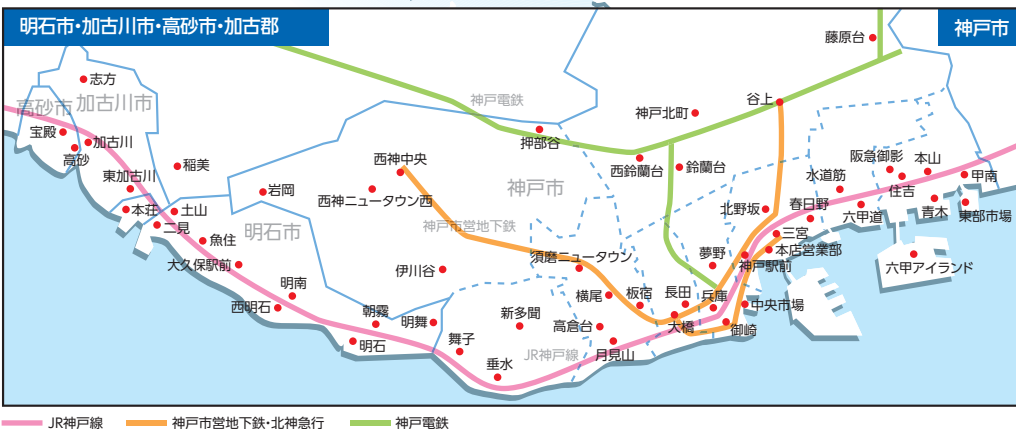 明石市・加古川市・高砂市・加古郡
神戸市
藤原台
志方
高砂市
加古川市
神戸電鉄
谷上
神戸北町
宝殿
加古川
高砂
押部谷
稲美
西神中央
西鈴蘭台
鈴蘭台
阪急御影
本山
東加古川
岩岡
西神ニュータウン西
神戸市
水道筋
住吉
甲南
本荘
土山
北野坂
春日野
六甲道
青木
東部市場
二見
明石市
神戸市営地下鉄
魚住
三宮
本店営業部
大久保駅前
伊川谷
須磨ニュータウン
夢野
神戸駅前
六甲アイランド
明南
横尾
板宿
長田
兵庫
中央市場
西明石
朝霧
明舞
新多聞
高倉台
大橋
御崎
明石
舞子
JR神戸線
月見山
垂水
JR神戸線
神戸市営地下鉄・北神急行
神戸電鉄